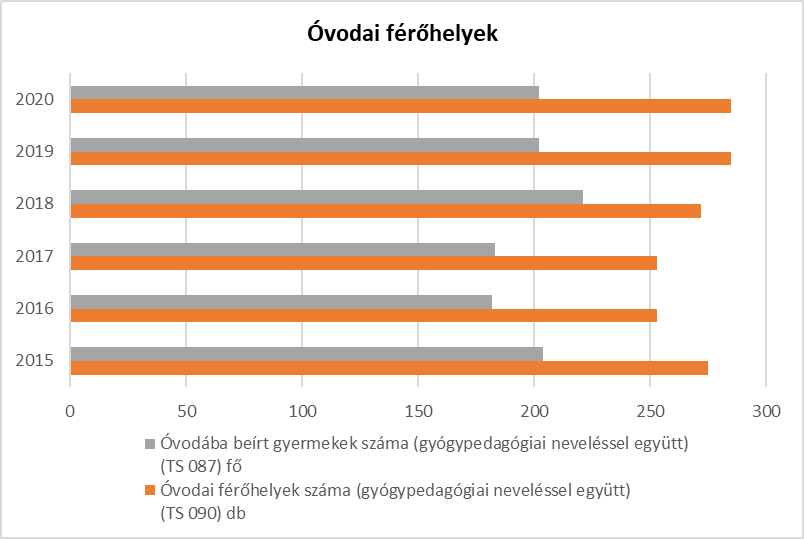 Óvodai férőhelyek
2020
2019
2018
2017
2016
2015
0 50 100 150 200 250 300
Óvodába beírt gyermekek száma (gyógypedagógiai neveléssel együtt)
(TS 087) fő
Óvodai férőhelyek száma (gyógypedagógiai neveléssel együtt)
(TS 090) db